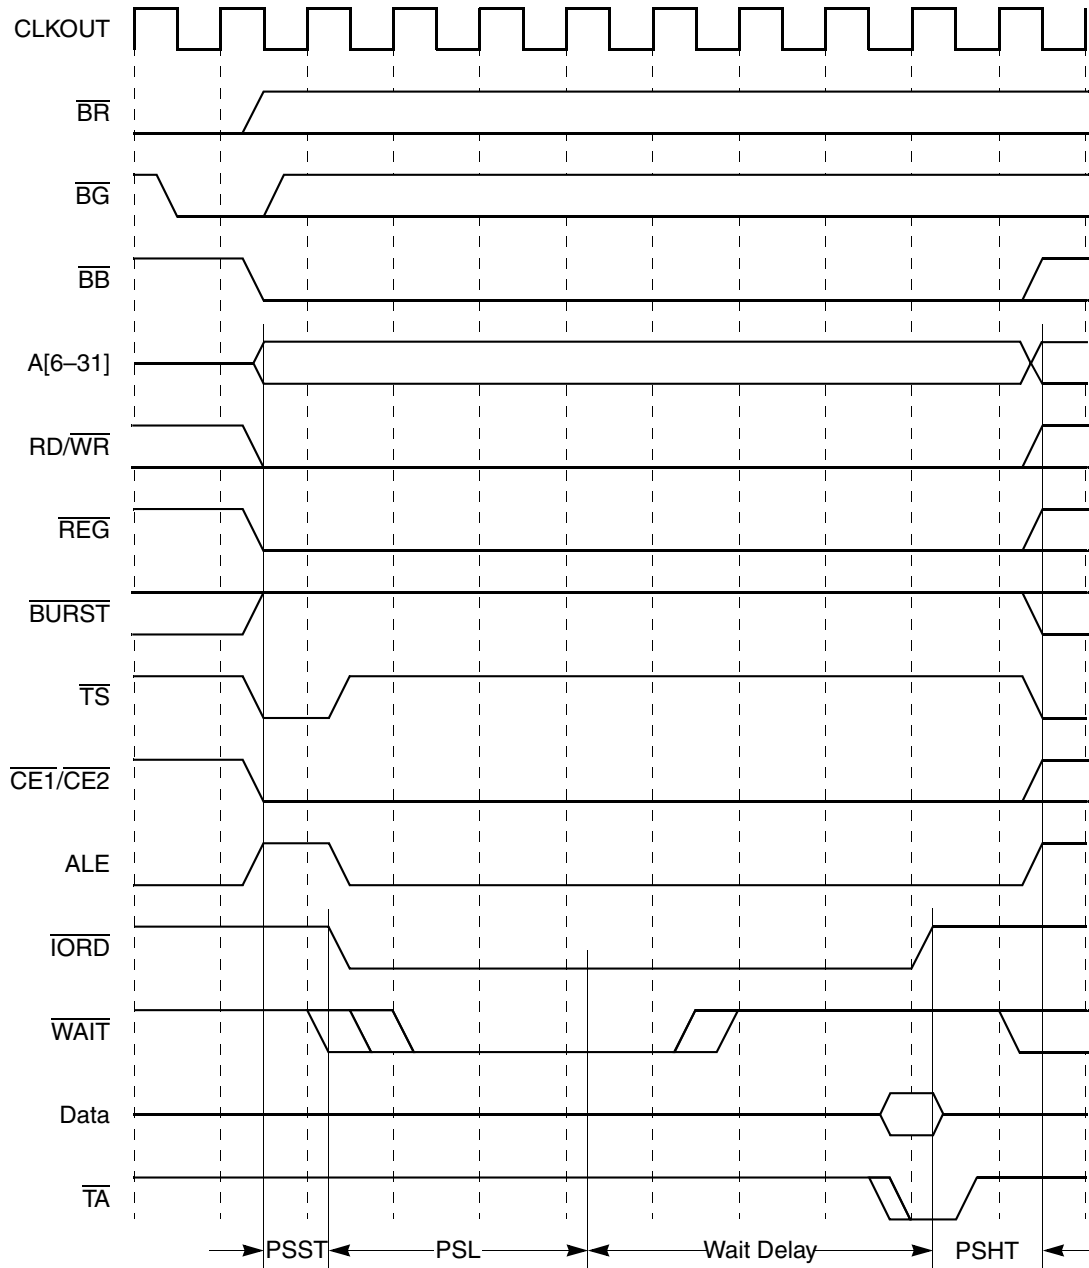 CLKOUT
BR
BG
BB
A[6–31]
RD/WR
REG
BURST
TS
CE1/CE2
ALE
IORD
WAIT
Data
TA
PSST PSL Wait Delay PSHT